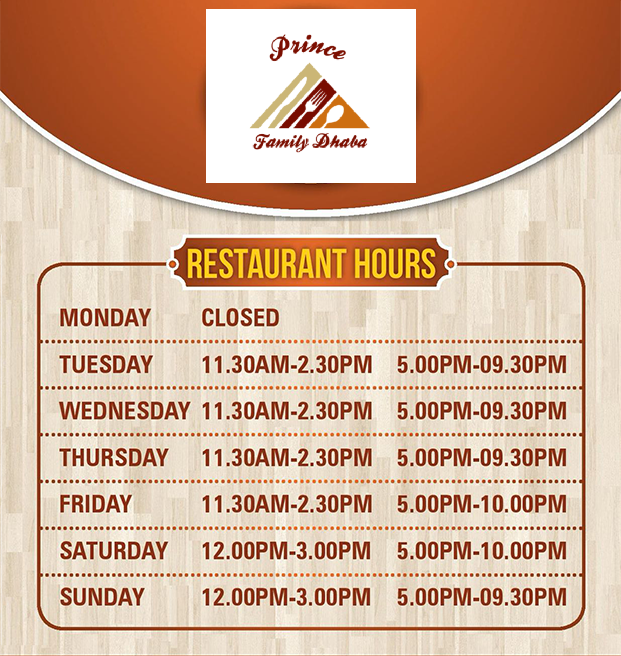 Prince
Family Dhaba
RESTAURANT HOURS
MONDAY CLOSED
TUESDAY 11.30AM-2.30PM 5.00PM-09.30PM
WEDNESDAY 11.30AM-2.30PM 5.00PM-09.30PM
THURSDAY 11.30AM-2.30PM 5.00PM-09.30PM
FRIDAY 11.30AM-2.30PM 5.00PM-10.00PM
SATURDAY 12.00PM-3.00PM 5.00PM-10.00PM
SUNDAY 12.00PM-3.00PM 5.00PM-09.30PM